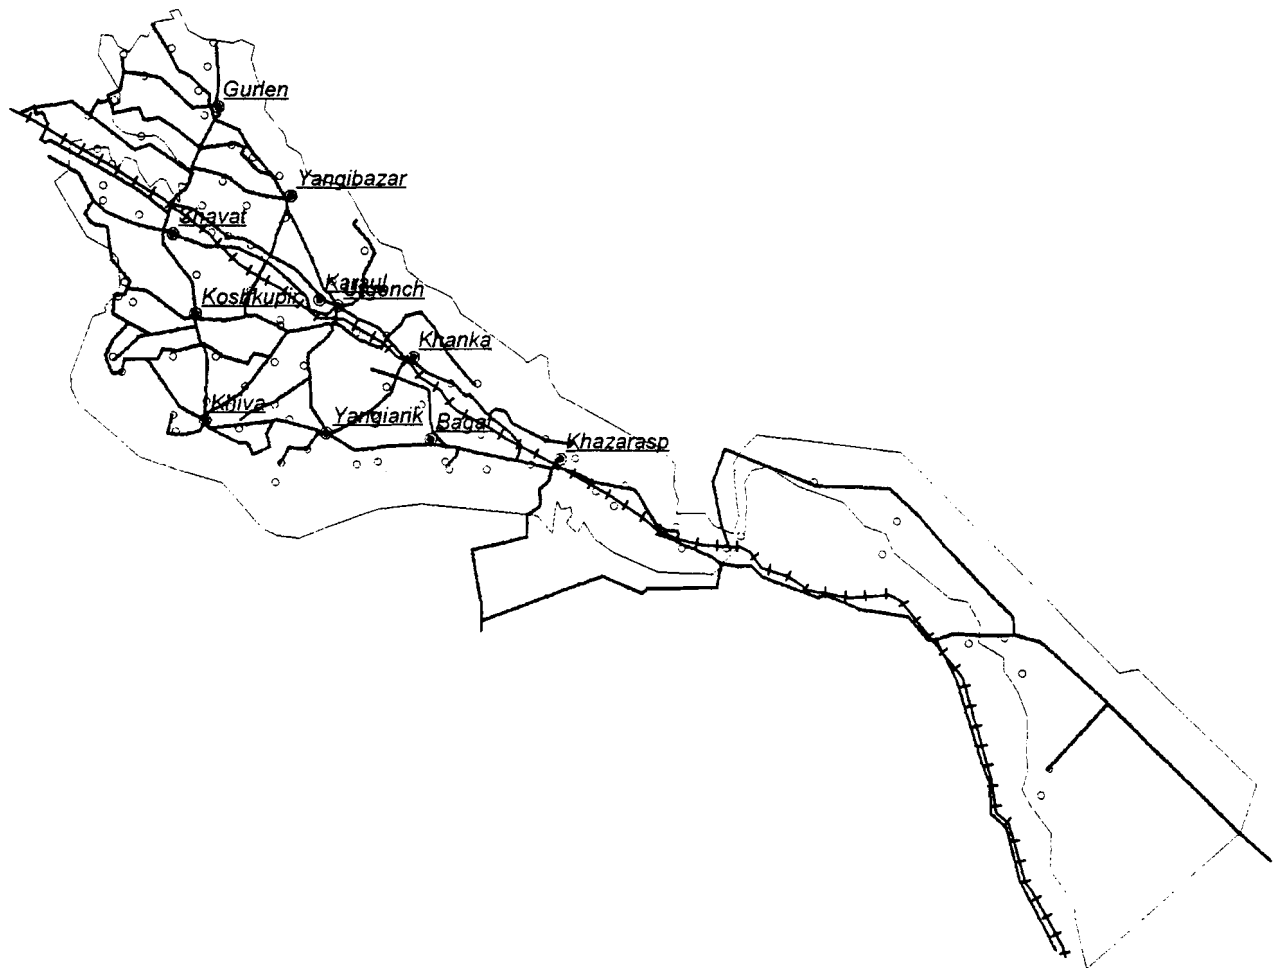 Gurlen
Yangibazar
Shavat
Karaul
Urgench
Koshkupir
Khanka
Khiva
Yangiarik
Bagat
Khazarasp